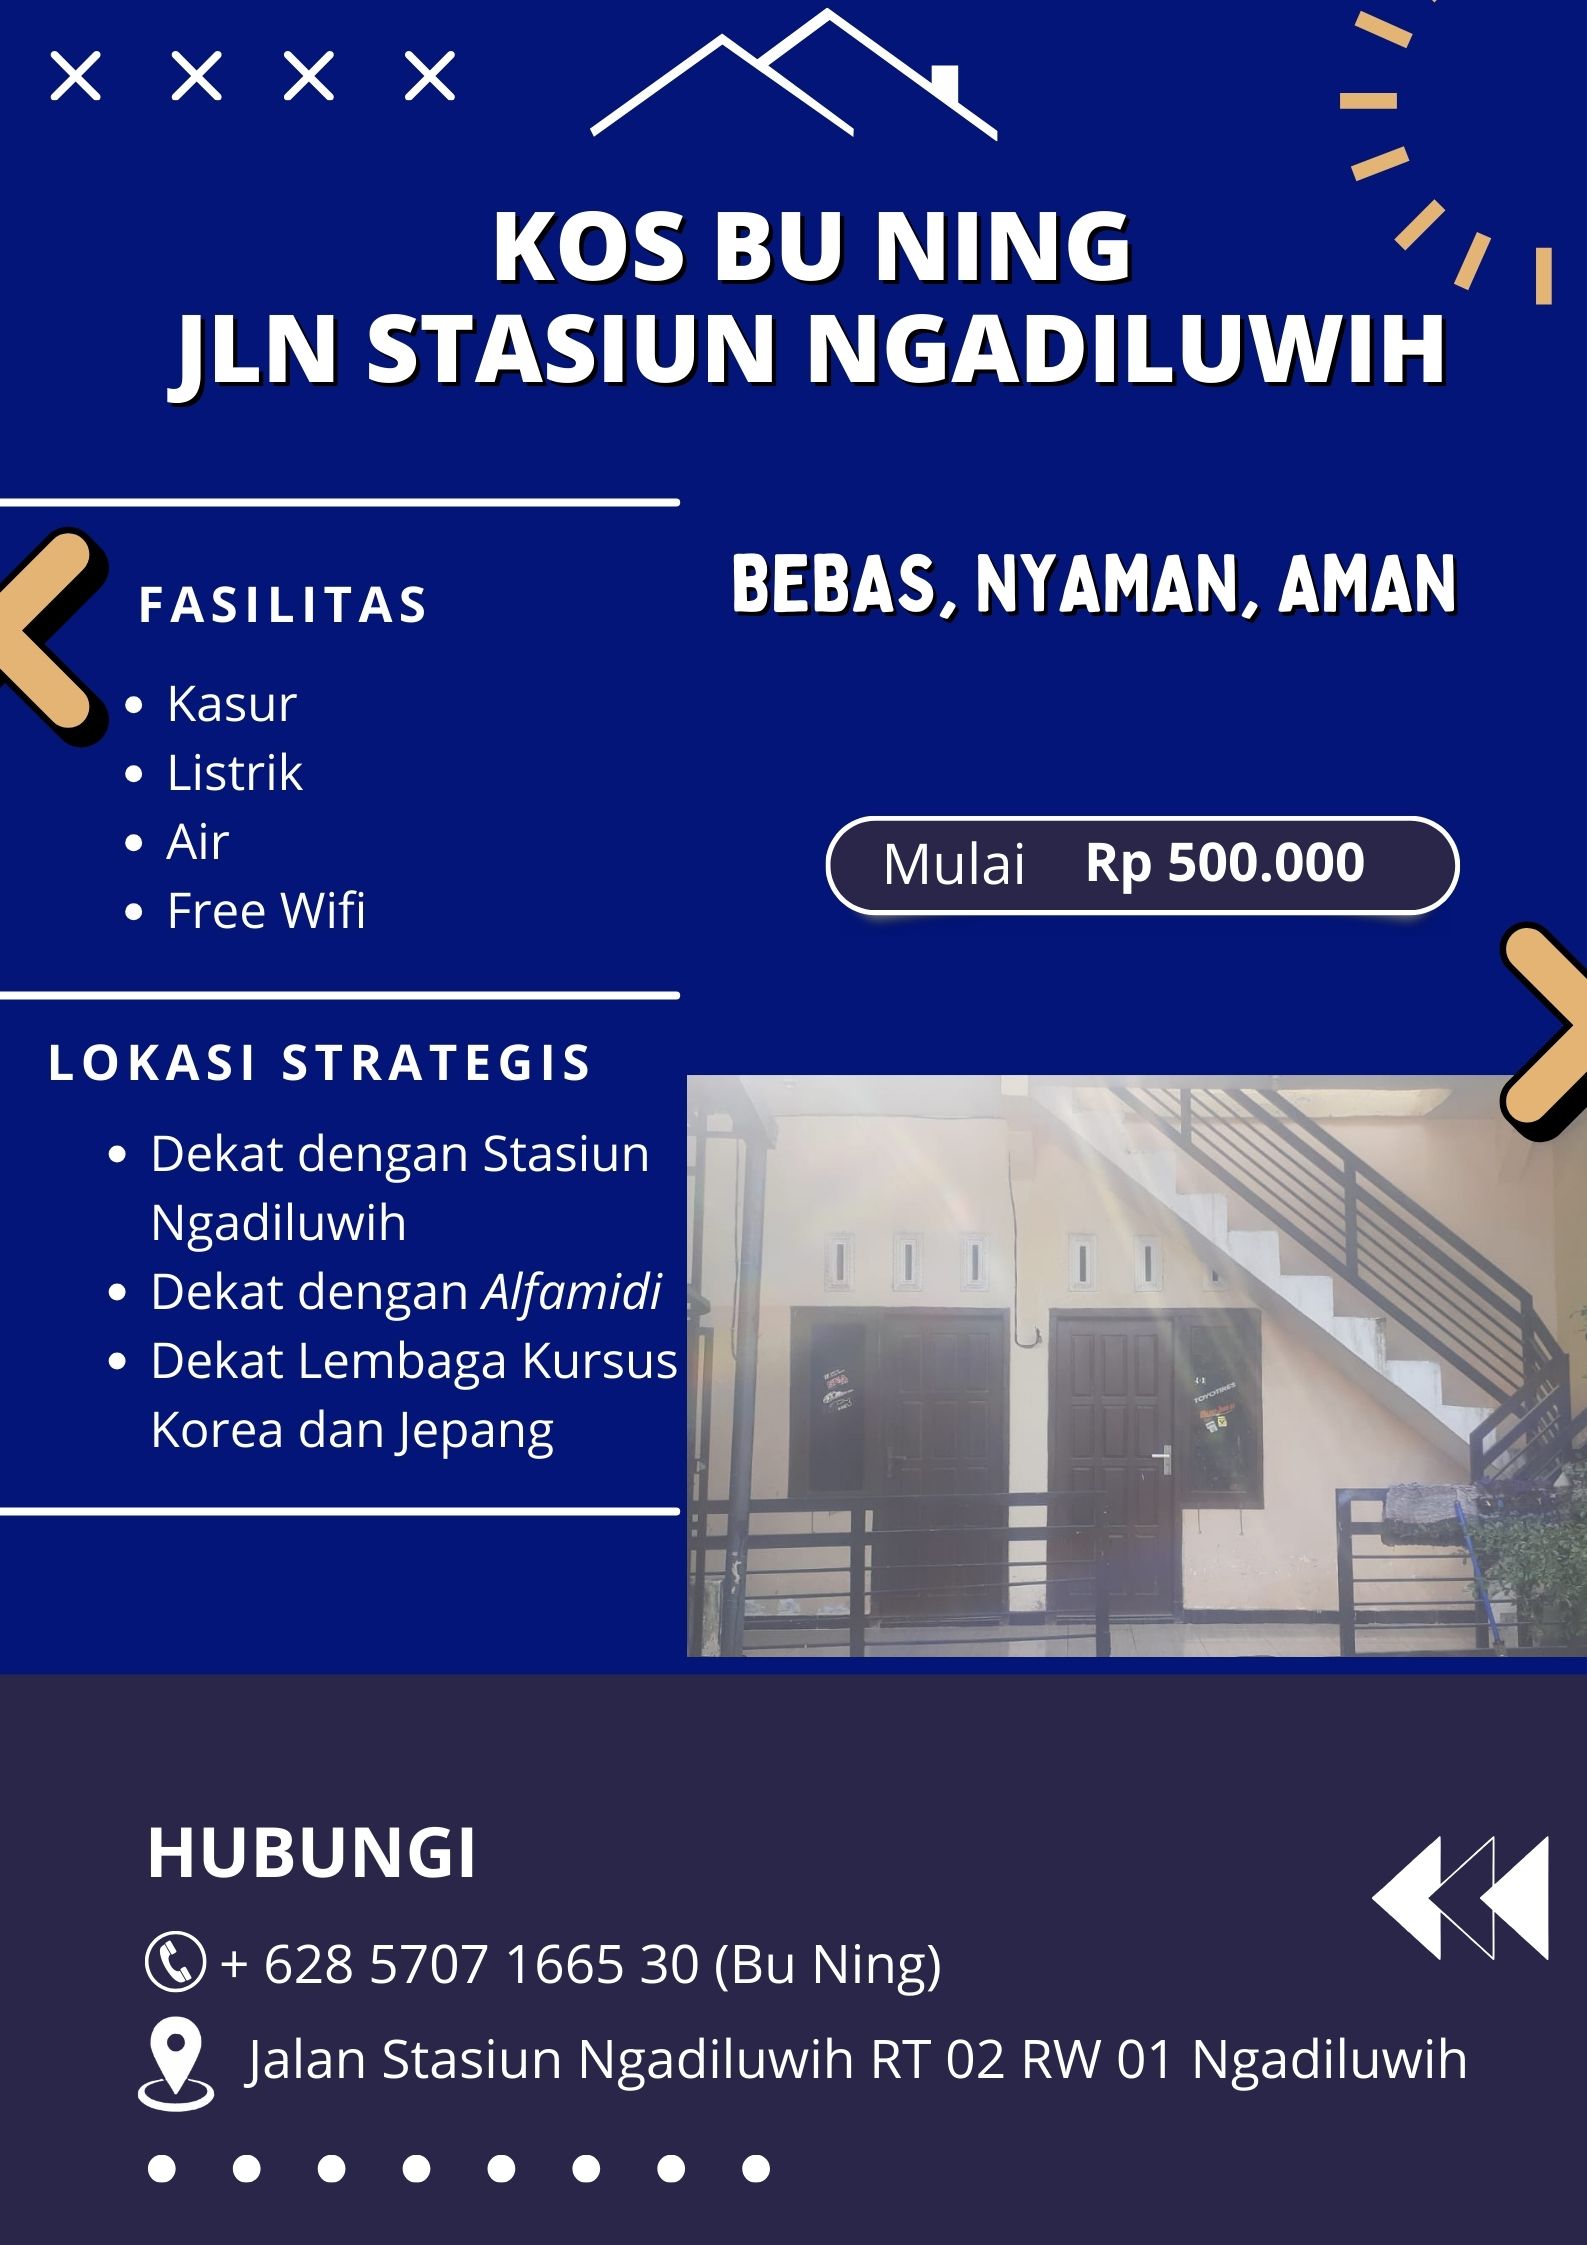 KOS BU NING
JLN STASIUN NGADILUWIH
FASILITAS
• Kasur
• Listrik
• Air
• Free Wifi
BEBAS, NYAMAN, AMAN
Mulai Rp 500.000
LOKASI STRATEGIS
• Dekat dengan Stasiun
Ngadiluwih
• Dekat dengan Alfamidi
• Dekat Lembaga Kursus
Korea dan Jepang
TOYOTIRES
HUBUNGI
+ 628 5707 1665 30 (Bu Ning)
Jalan Stasiun Ngadiluwih RT 02 RW 01 Ngadiluwih